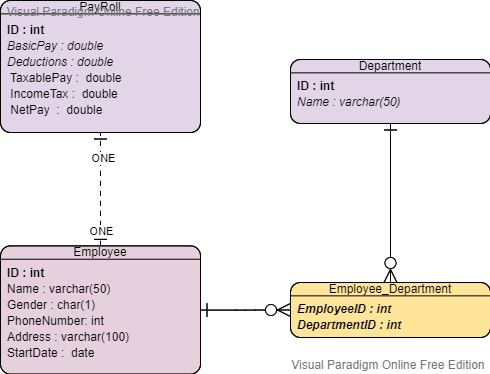 PayRoll
Visual Paradigm Online Free Edition
ID : int
BasicPay : double
Deductions : double
TaxablePay : double
IncomeTax : double
NetPay : double
Department
ID : int
Name : varchar(50)
ONE
ONE
Employee
ID : int
Name : varchar(50)
Gender : char(1)
PhoneNumber: int
Address : varchar(100)
StartDate : date
Employee_Department
EmployeeID : int
DepartmentID : int
Visual Paradigm Online Free Edition